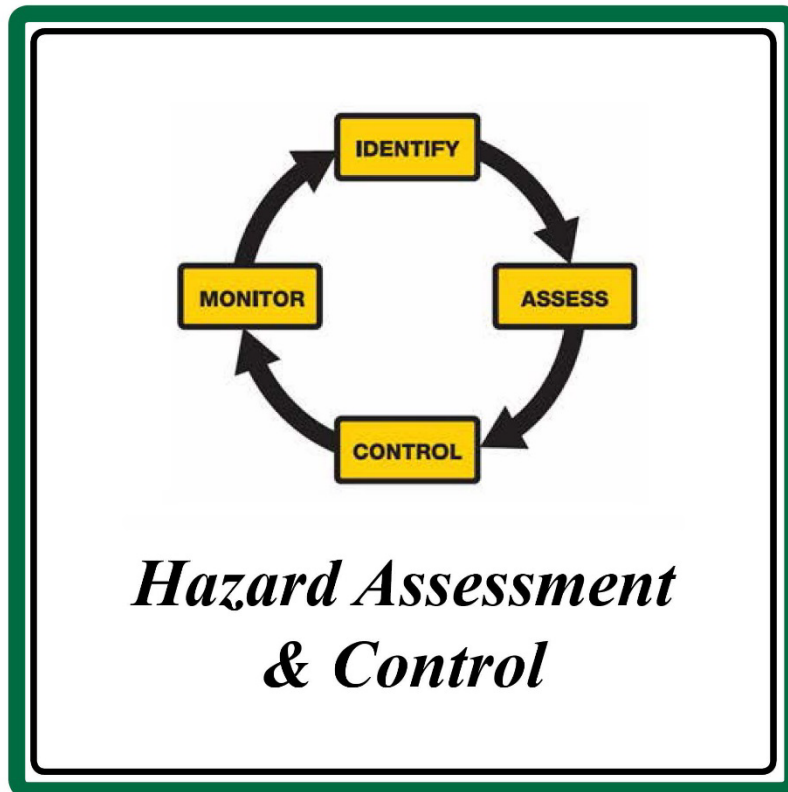 IDENTIFY
MONITOR
ASSESS
CONTROL
Hazard Assessment
& Control